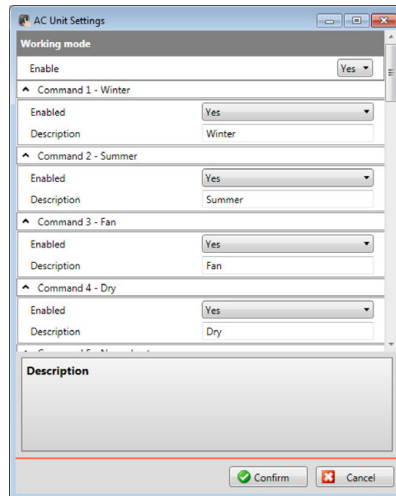 AC Unit Settings
Working mode
Enable Yes
Command 1 - Winter
Enabled Yes
Description Winter
Command 2 - Summer
Enabled Yes
Description Summer
Command 3 - Fan
Enabled Yes
Description Fan
Command 4 - Dry
Enabled Yes
Description Dry
Description
Confirm Cancel